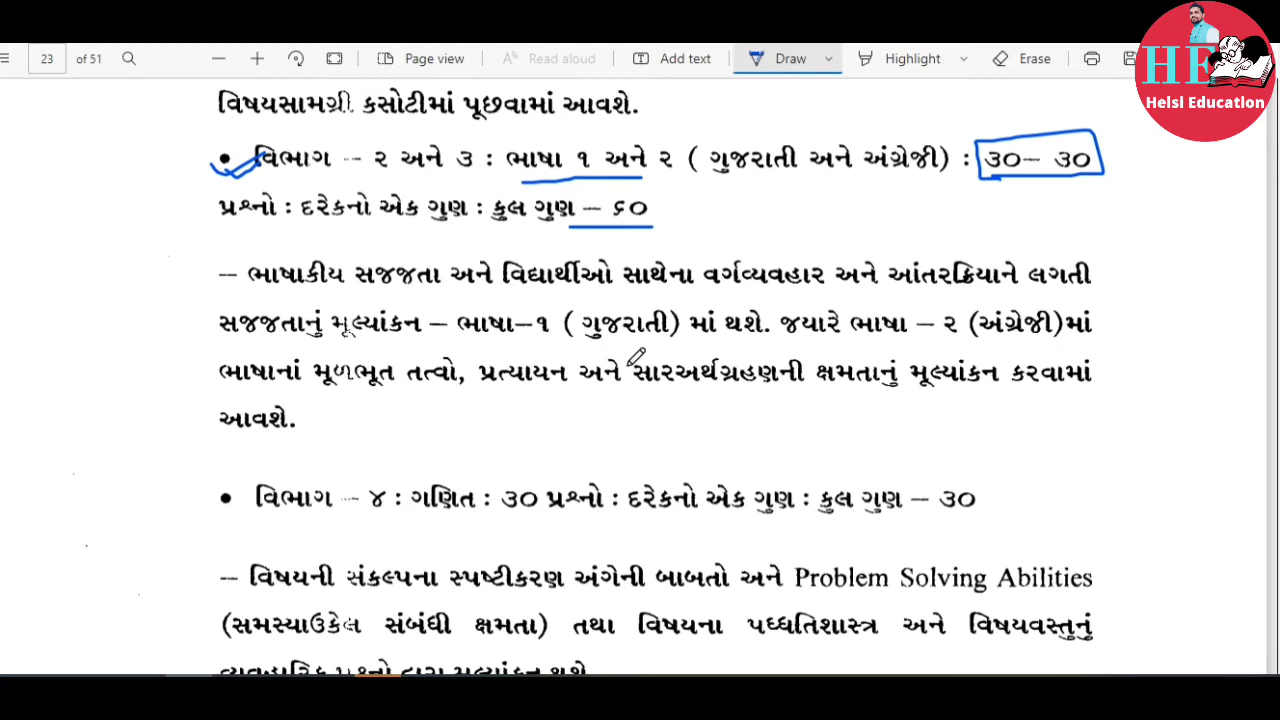 23 of 51 Page view Read aloud Add text Draw Highlight Erase
HE
Helsi Education
વિષયસામગ્રી કસોટીમાં પૂછવામાં આવશે.
• વિભાગ – ૨ અને ૩ : ભાષા ૧ અને ૨ ( ગુજરાતી અને અંગ્રેજી) : ૩૦– ૩૦
પ્રશ્નો : દરેકનો એક ગુણ : કુલ ગુણ – ૬૦
– ભાષાકીય સજજતા અને વિદ્યાર્થીઓ સાથેના વર્ગવ્યવહાર અને આંતરક્રિયાને લગતી
સજજતાનું મૂલ્યાંકન – ભાષા–૧ ( ગુજરાતી) માં થશે. જયારે ભાષા – ૨ (અંગ્રેજી)માં
ભાષાનાં મૂળભૂત તત્વો, પ્રત્યાયન અને સારઅર્થગ્રહણની ક્ષમતાનું મૂલ્યાંકન કરવામાં
આવશે.
• વિભાગ – ૪ : ગણિત : ૩૦ પ્રશ્નો : દરેકનો એક ગુણ : કુલ ગુણ – ૩૦
– વિષયની સંકલ્પના સ્પષ્ટીકરણ અંગેની બાબતો અને Problem Solving Abilities
(સમસ્યાઉકેલ સંબંધી ક્ષમતા) તથા વિષયના પધ્ધતિશાસ્ત્ર અને વિષયવસ્તુનું